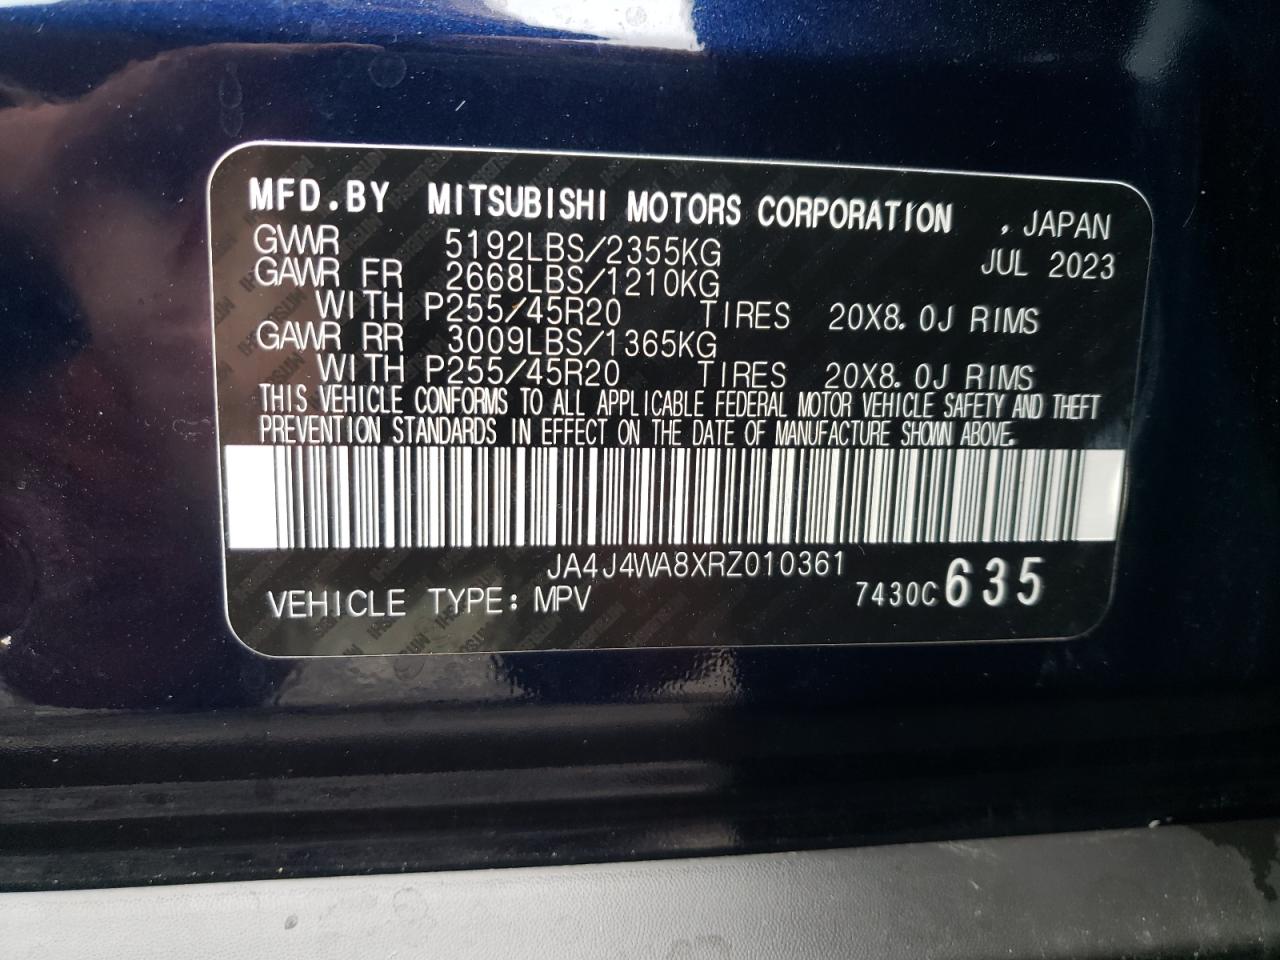 MFD.BY MITSUBISHI MOTORS CORPORATION , JAPAN
GVWR 5192LBS/2355KG JUL 2023
GAWR FR 2668LBS/1210KG
WITH P255/45R20 TIRES 20X8.0J RIMS
GAWR RR 3009LBS/1365KG
WITH P255/45R20 TIRES 20X8.0J RIMS
THIS VEHICLE CONFORMS TO ALL APPLICABLE FEDERAL MOTOR VEHICLE SAFETY AND THEFT
PREVENTION STANDARDS IN EFFECT ON THE DATE OF MANUFACTURE SHOWN ABOVE.
JA4J4WA8XRZ010361
VEHICLE TYPE: MPV 7430C 635